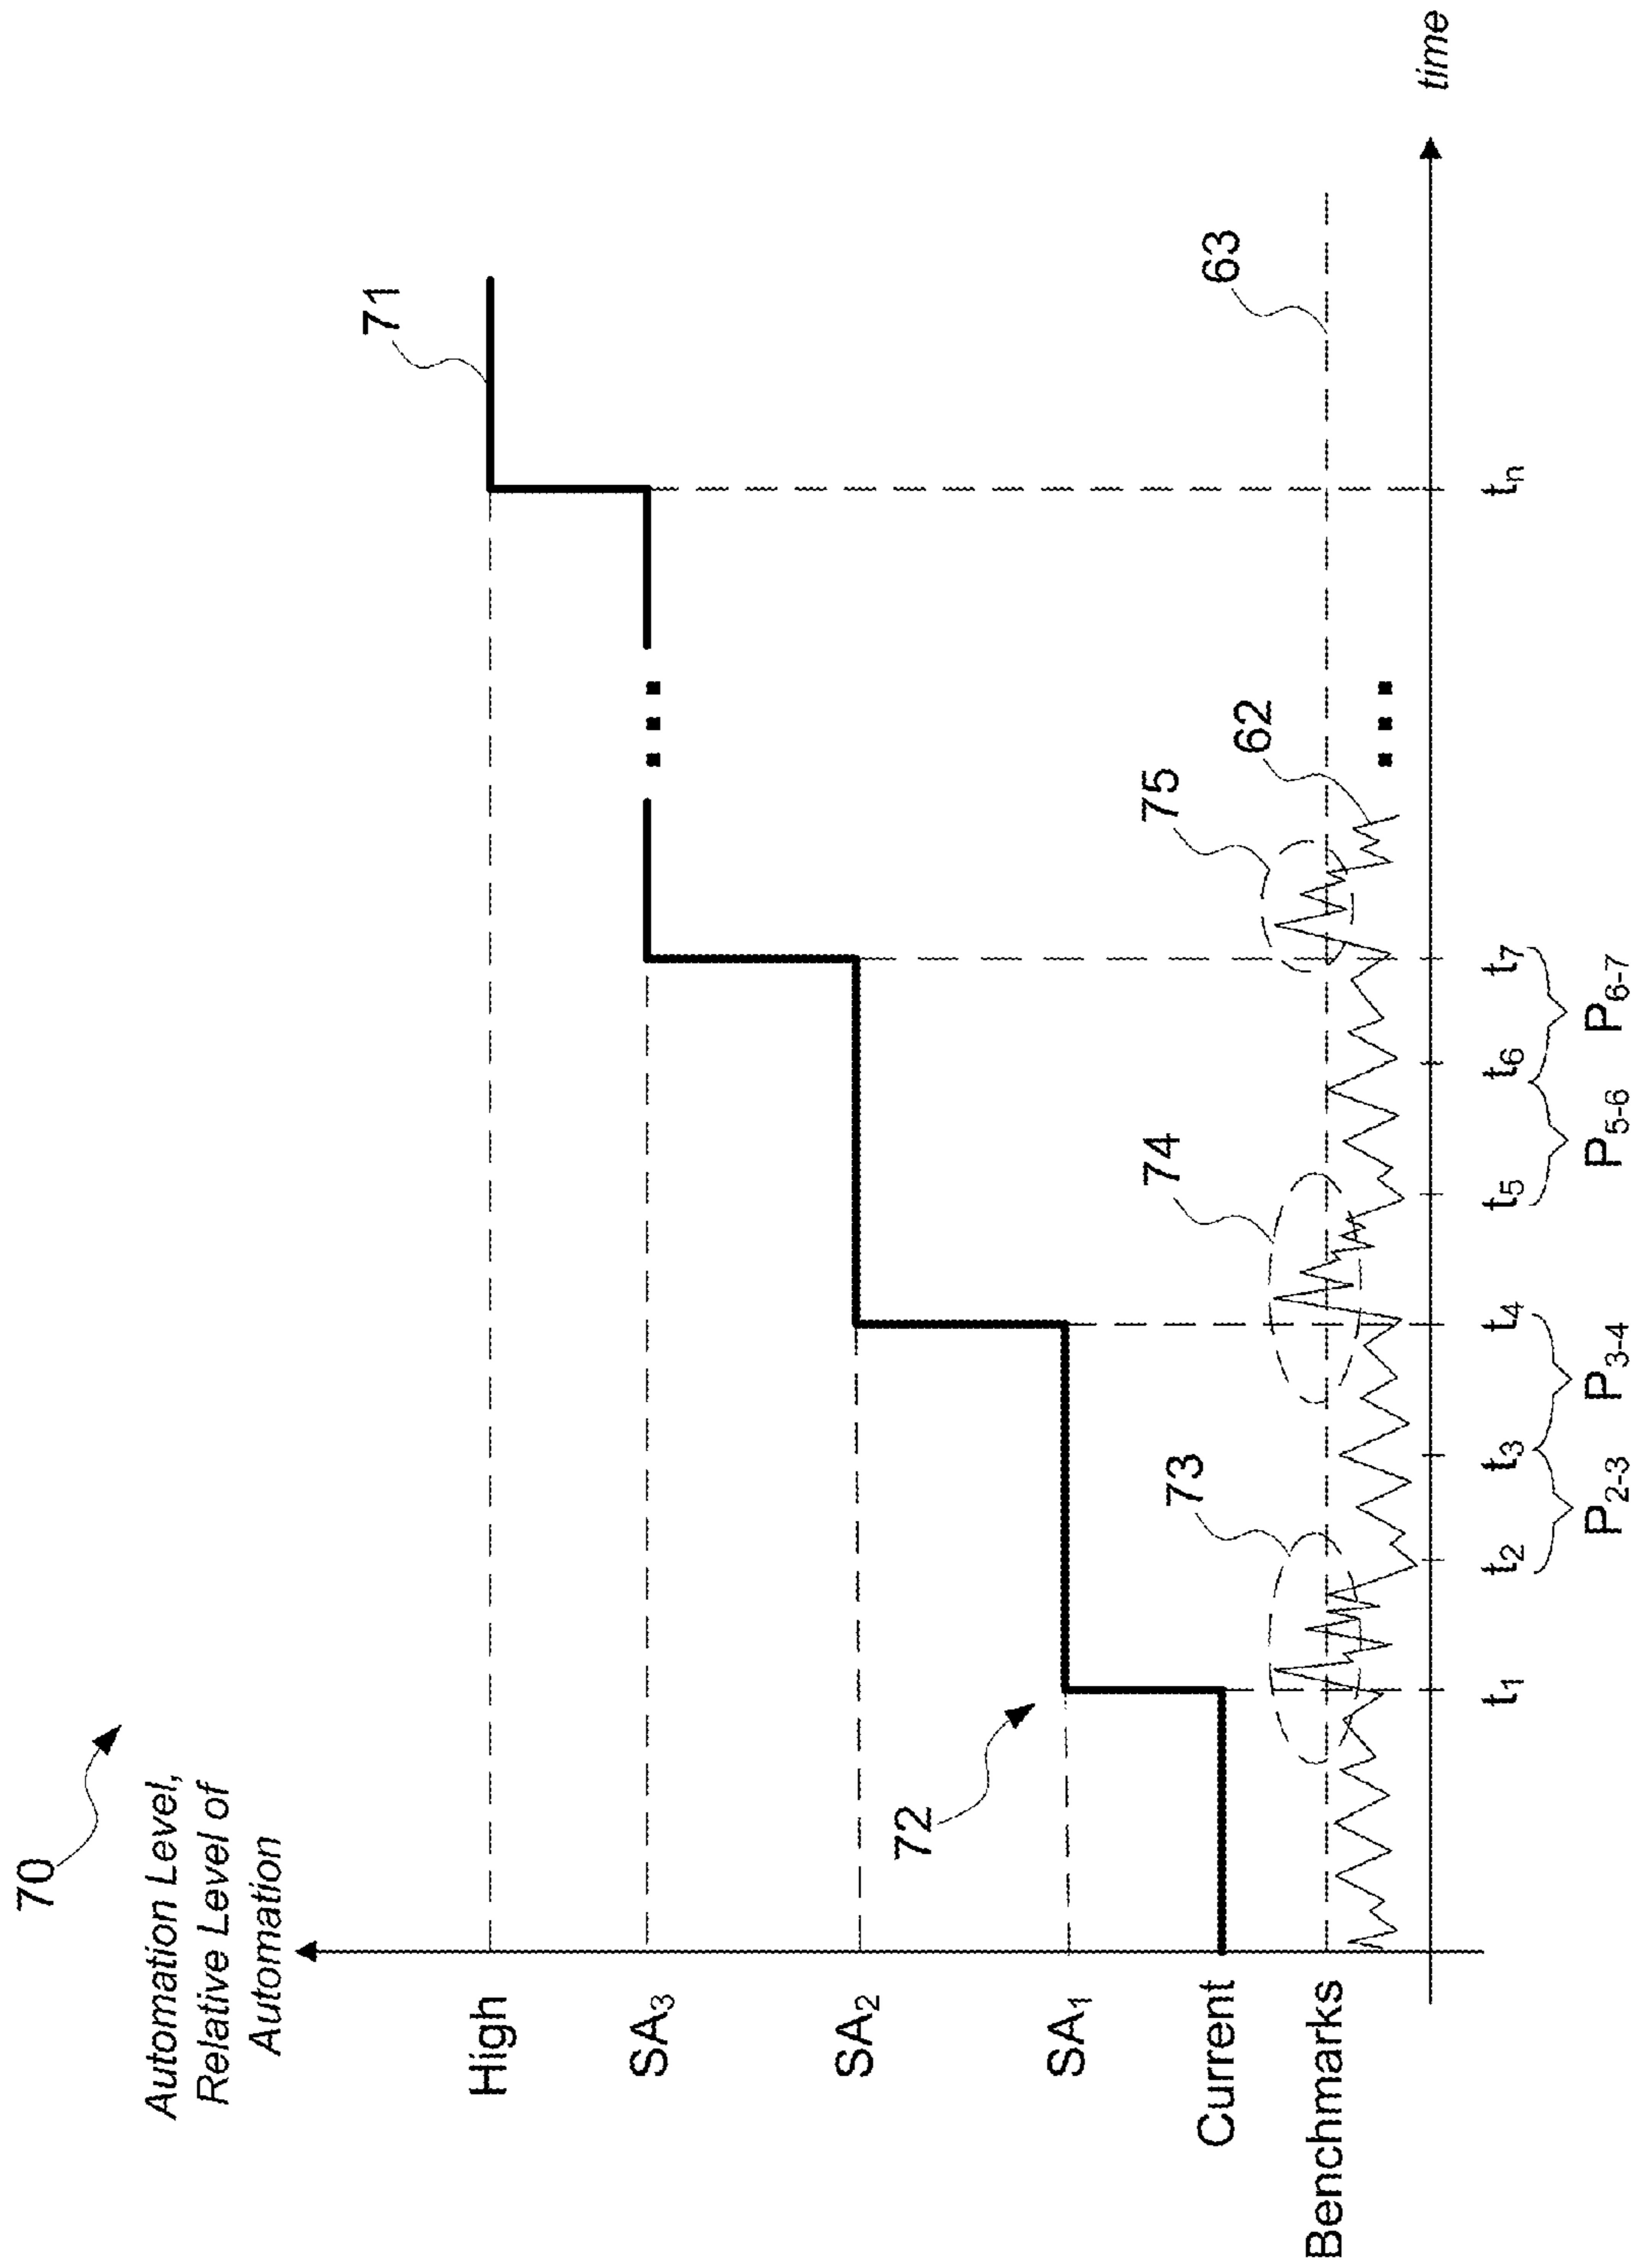 70
Automation Level,
Relative Level of
Automation
High
71
SA₃
SA₂
SA₁
72
Current
73
74
75
62
63
Benchmarks
time
t₁
t₂
t₃
t₄
t₅
t₆
t₇
tₙ
P₂₋₃
P₃₋₄
P₅₋₆
P₆₋₇